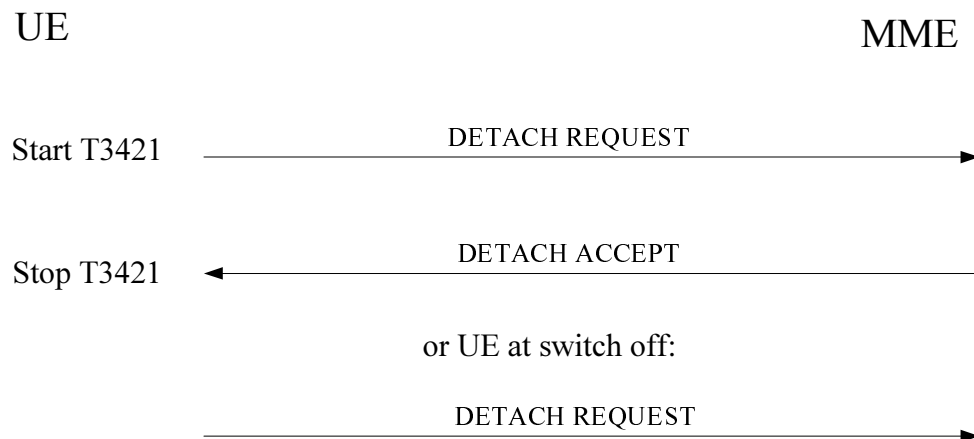 UE
MME
Start T3421
DETACH REQUEST
Stop T3421
DETACH ACCEPT
or UE at switch off:
DETACH REQUEST